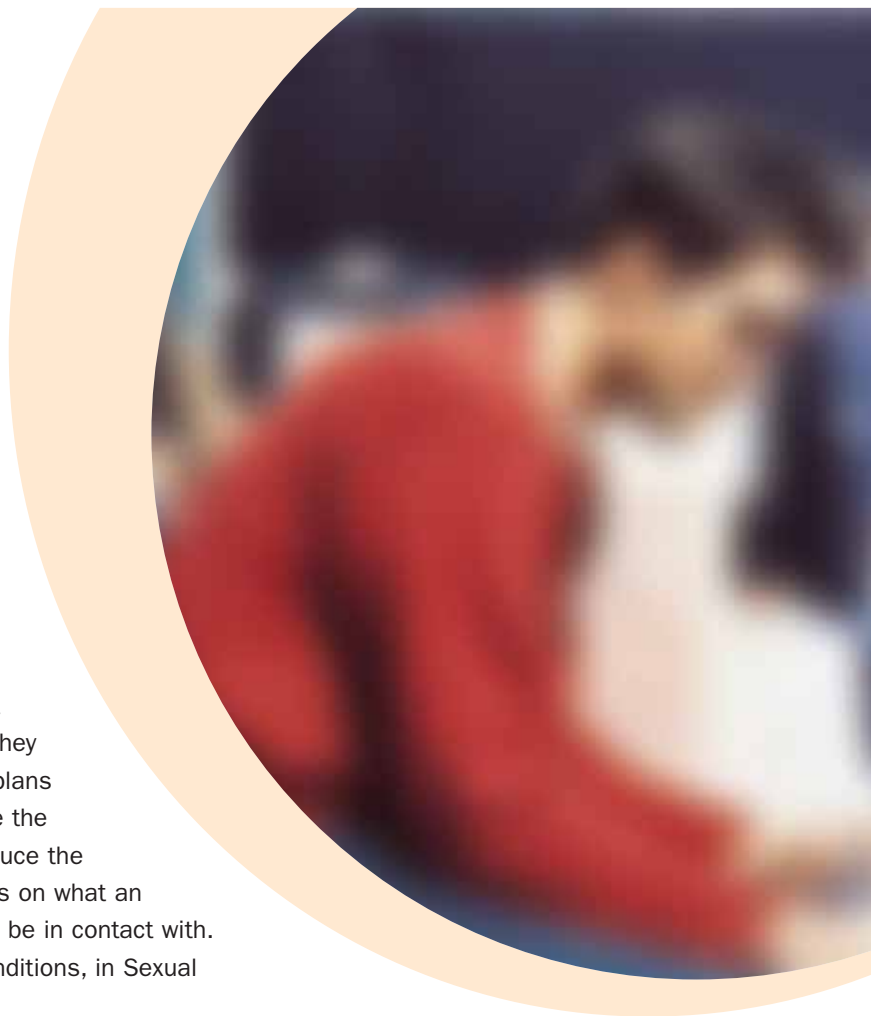 hey
plans
e the
uce the
s on what an
be in contact with.
nditions, in Sexual